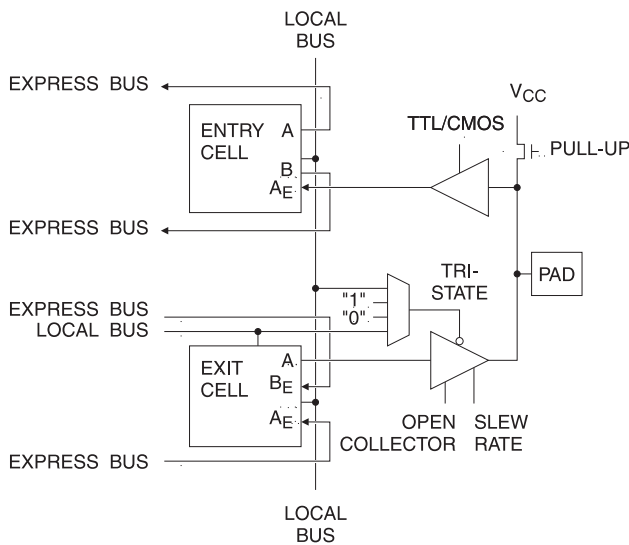 LOCAL
BUS
EXPRESS BUS
VCC
TTL/CMOS
ENTRY
CELL
A
PULL-UP
B
AE
EXPRESS BUS
TRI-
STATE
PAD
"1"
"0"
EXPRESS BUS
LOCAL BUS
EXIT
CELL
A
BE
AE
OPEN
COLLECTOR
SLEW
RATE
EXPRESS BUS
LOCAL
BUS